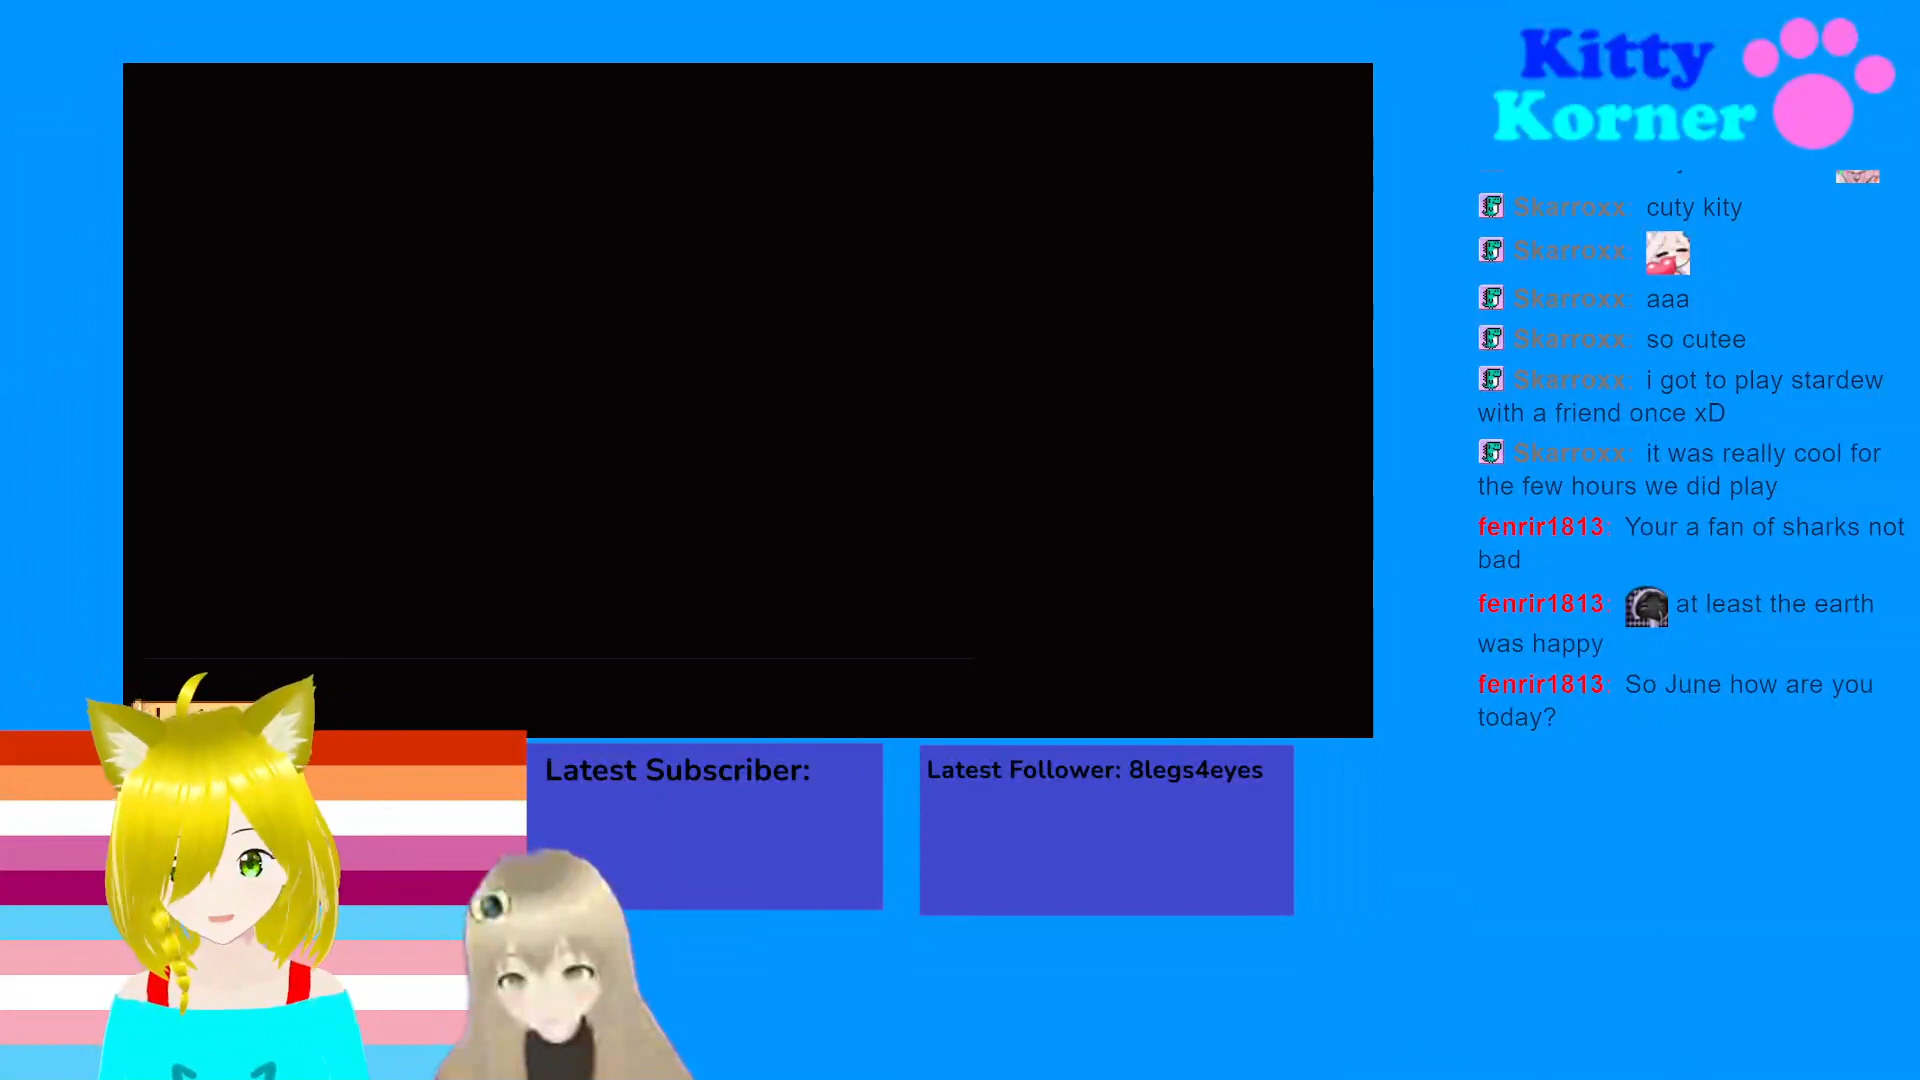 Kitty
Korner
Skarroxx: cuty kity
Skarroxx:
Skarroxx: aaa
Skarroxx: so cutee
Skarroxx: i got to play stardew
with a friend once xD
Skarroxx: it was really cool for
the few hours we did play
fenrir1813: Your a fan of sharks not
bad
fenrir1813: at least the earth
was happy
fenrir1813: So June how are you
today?
Latest Subscriber:
Latest Follower: 8legs4eyes